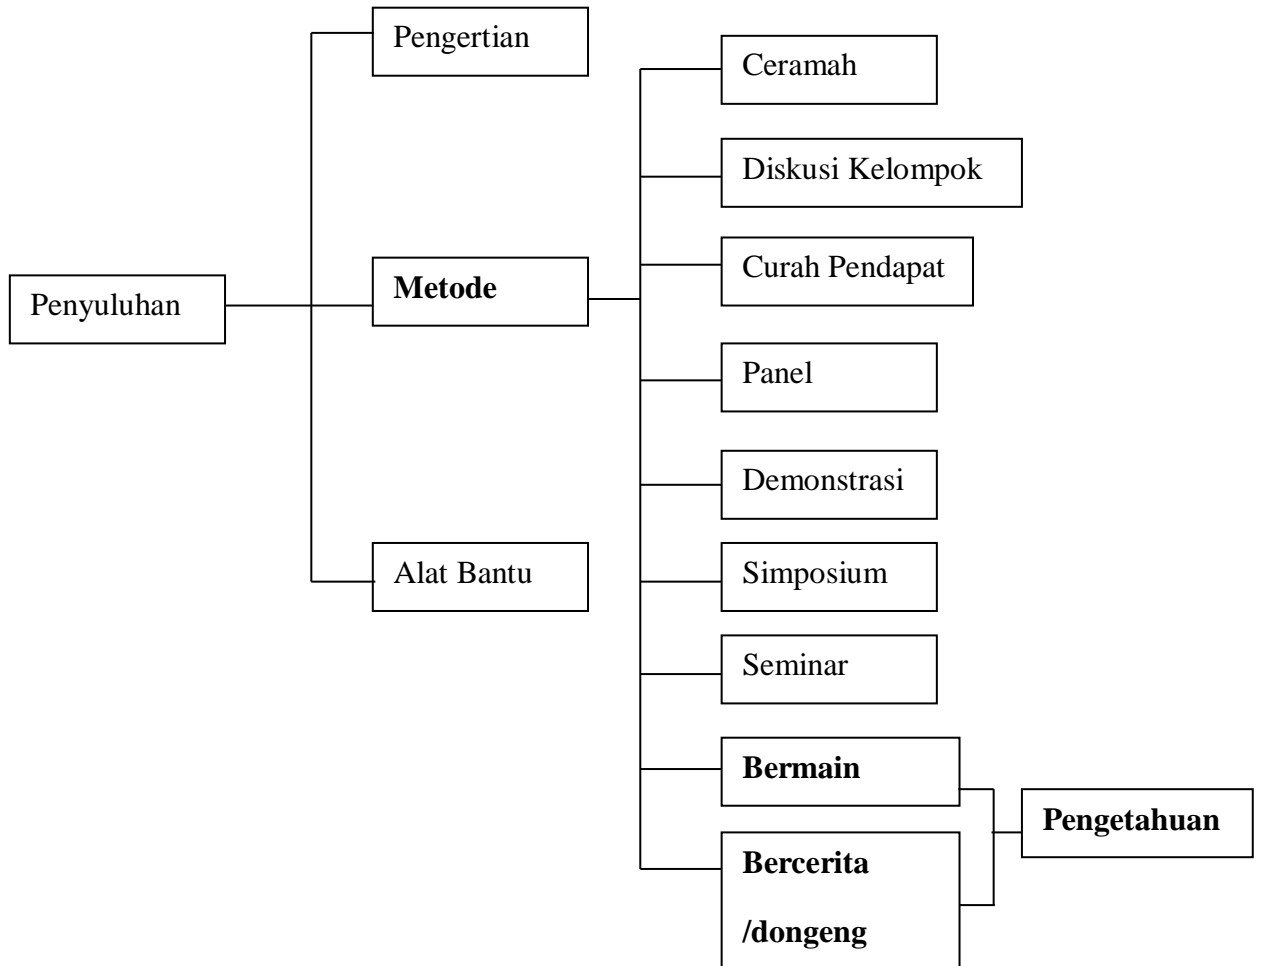 Penyuluhan
Pengertian
Metode
Alat Bantu
Ceramah
Diskusi Kelompok
Curah Pendapat
Panel
Demonstrasi
Simposium
Seminar
Bermain
Bercerita
/dongeng
Pengetahuan